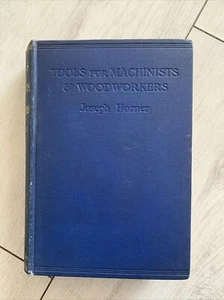 TOOLS FOR MACHINISTS
& WOODWORKERS
Joseph Horner